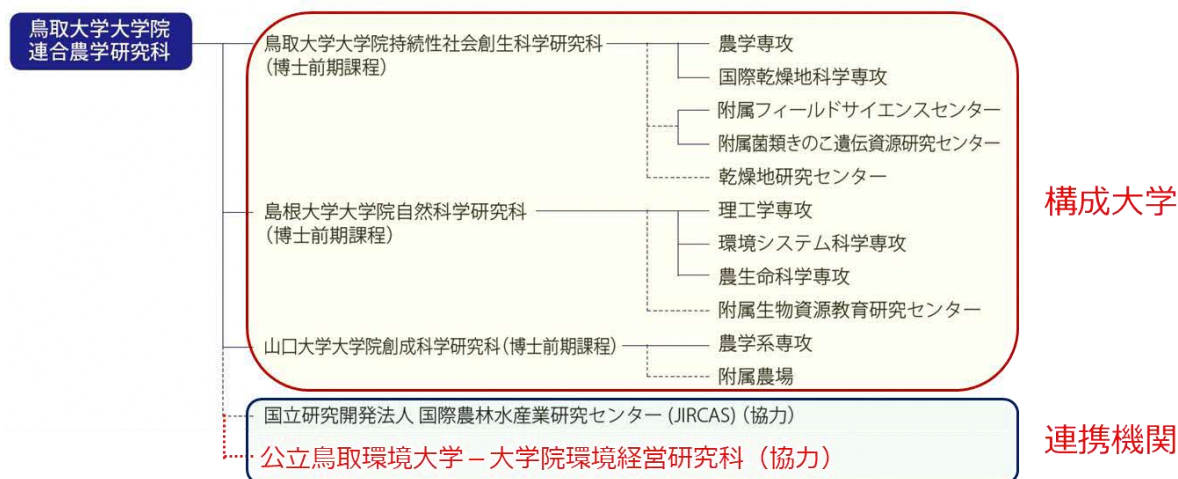 鳥取大学大学院
連合農学研究科
鳥取大学大学院持続性社会創生科学研究科
(博士前期課程)
農学専攻
国際乾燥地科学専攻
附属フィールドサイエンスセンター
附属菌類きのこ遺伝資源研究センター
乾燥地研究センター
島根大学大学院自然科学研究科
(博士前期課程)
理工学専攻
環境システム科学専攻
農生命科学専攻
附属生物資源教育研究センター
山口大学大学院創成科学研究科(博士前期課程)
農学系専攻
附属農場
構成大学
国立研究開発法人 国際農林水産業研究センター (JIRCAS) (協力)
公立鳥取環境大学 – 大学院環境経営研究科（協力）
連携機関